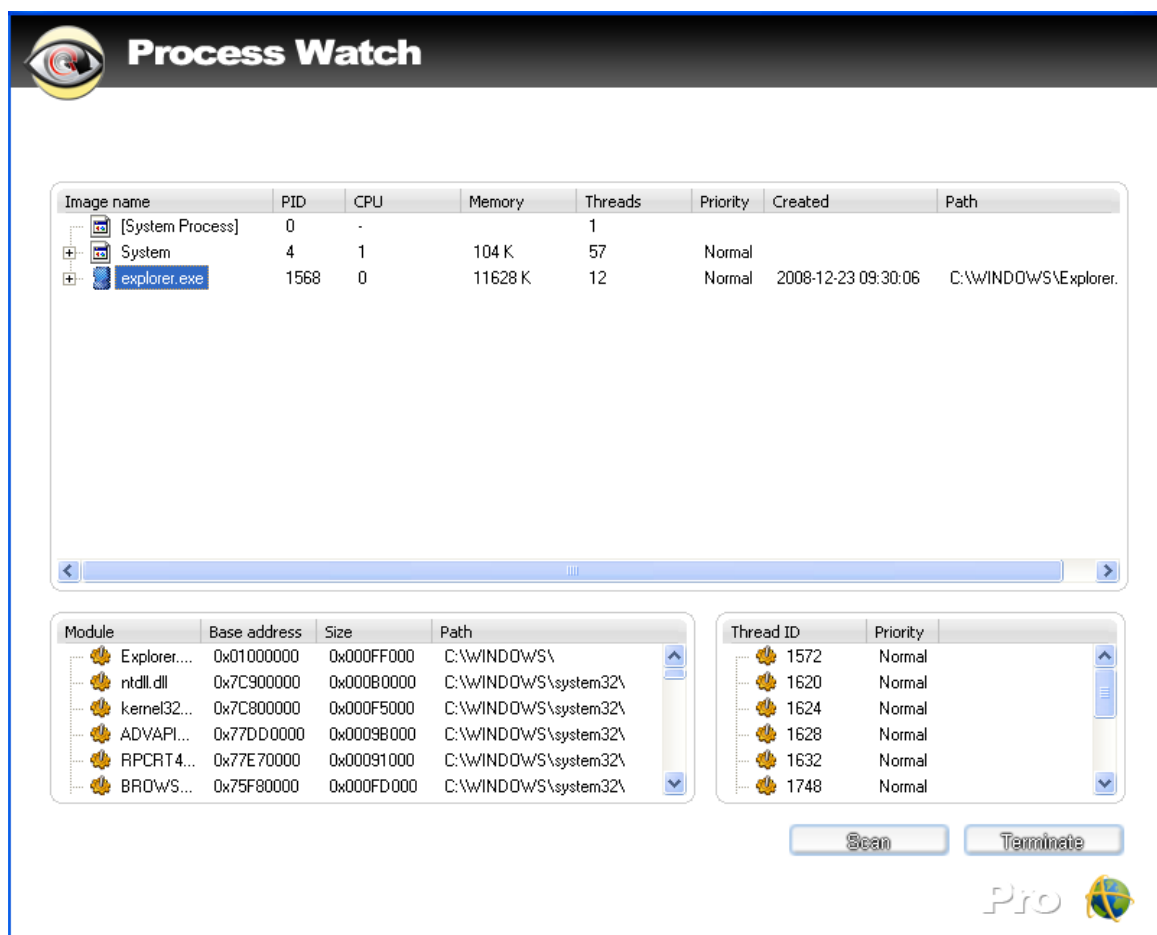 Process Watch
Image name PID CPU Memory Threads Priority Created Path
[System Process] 0 - 1
System 4 1 104 K 57 Normal
explorer.exe 1568 0 11628 K 12 Normal 2008-12-23 09:30:06 C:\WINDOWS\Explorer.
Module Base address Size Path
Explorer.... 0x01000000 0x000FF000 C:\WINDOWS\
ntdll.dll 0x7C900000 0x000B0000 C:\WINDOWS\system32\
kernel32... 0x7C800000 0x000F5000 C:\WINDOWS\system32\
ADVAPI... 0x77DD0000 0x0009B000 C:\WINDOWS\system32\
RPCRT4... 0x77E70000 0x00091000 C:\WINDOWS\system32\
BROWS... 0x75F80000 0x000FD000 C:\WINDOWS\system32\
Thread ID Priority
1572 Normal
1620 Normal
1624 Normal
1628 Normal
1632 Normal
1748 Normal
Scan Terminate
Pro